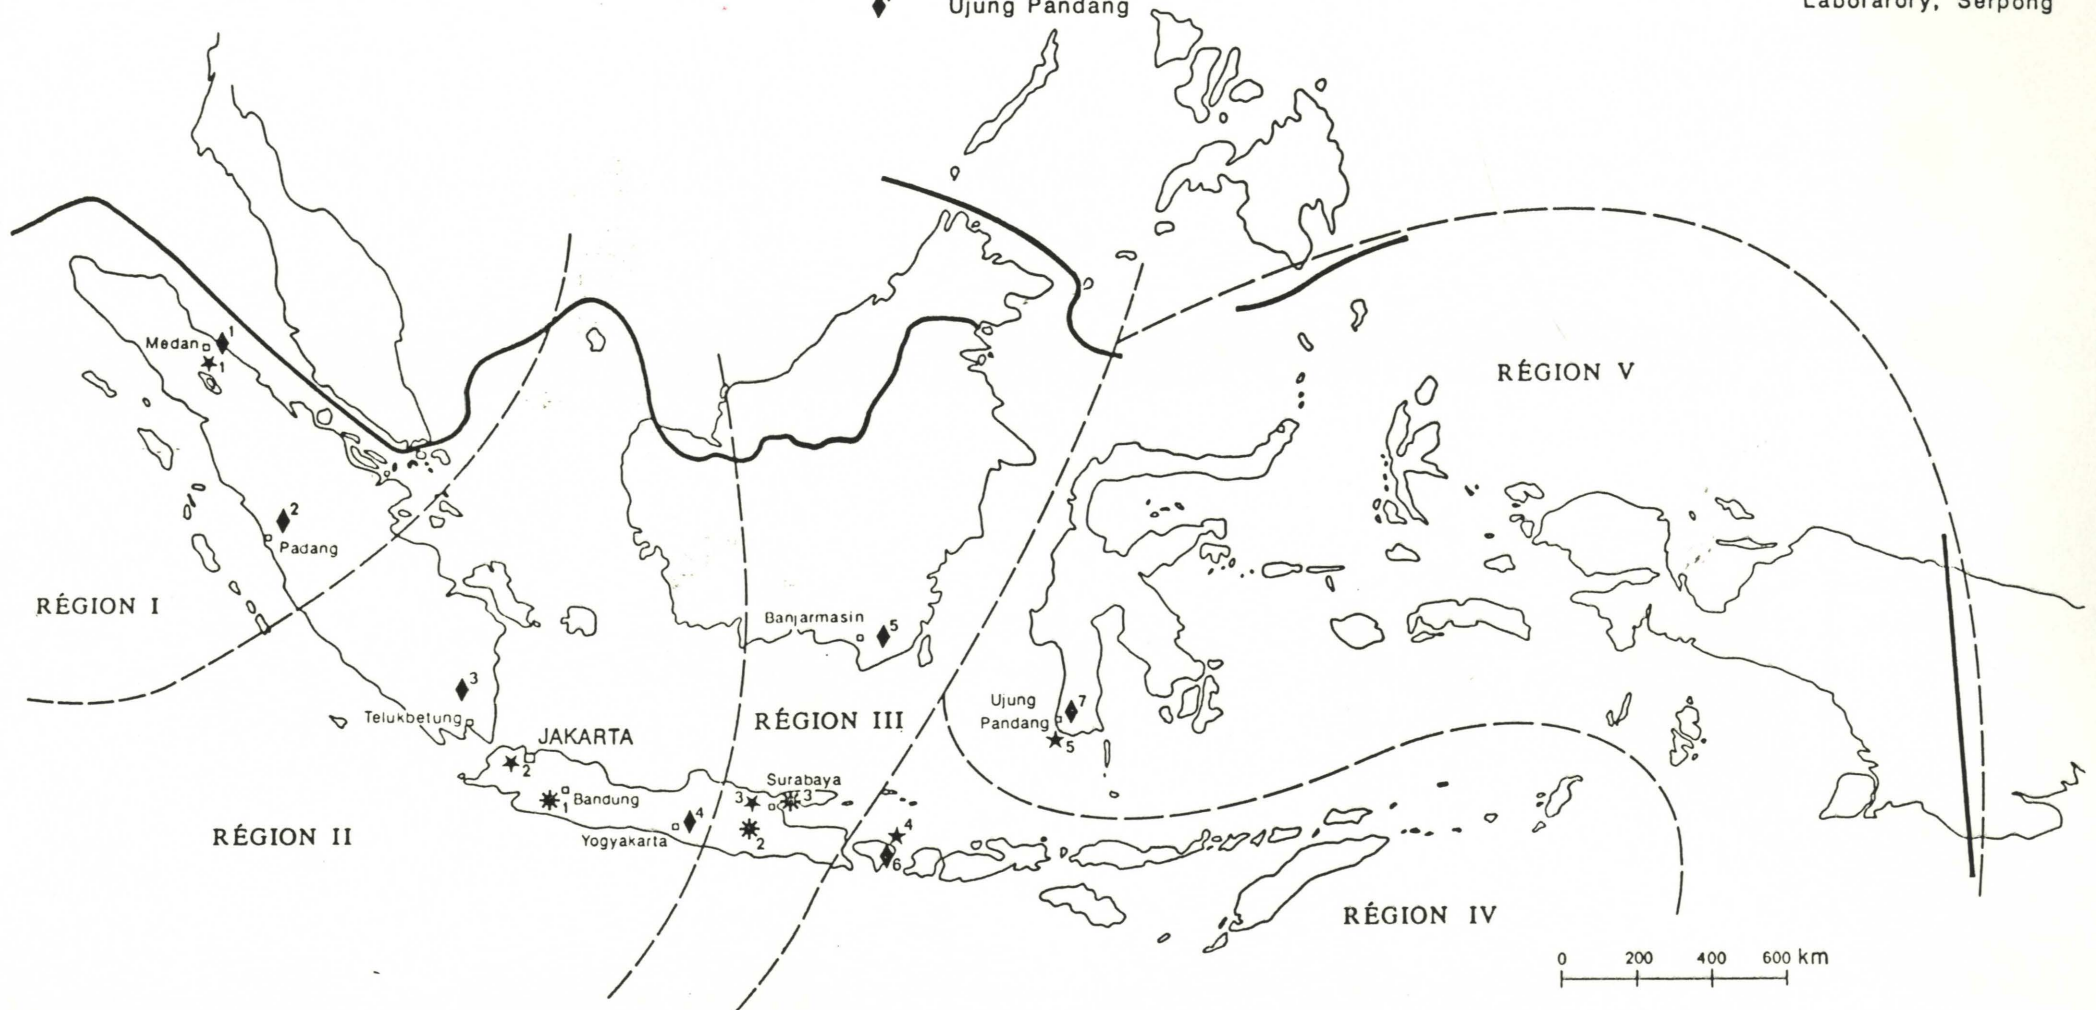 Ujung Pandang
Laborarory, Serpong
Medan
1
1
RÉGION V
2
Padang
RÉGION I
Banjarmasin
5
3
Telukbetung
RÉGION III
Ujung
Pandang
7
5
JAKARTA
2
Surabaya
3
3
1
Bandung
4
Yogyakarta
2
4
6
RÉGION II
RÉGION IV
0 200 400 600 km